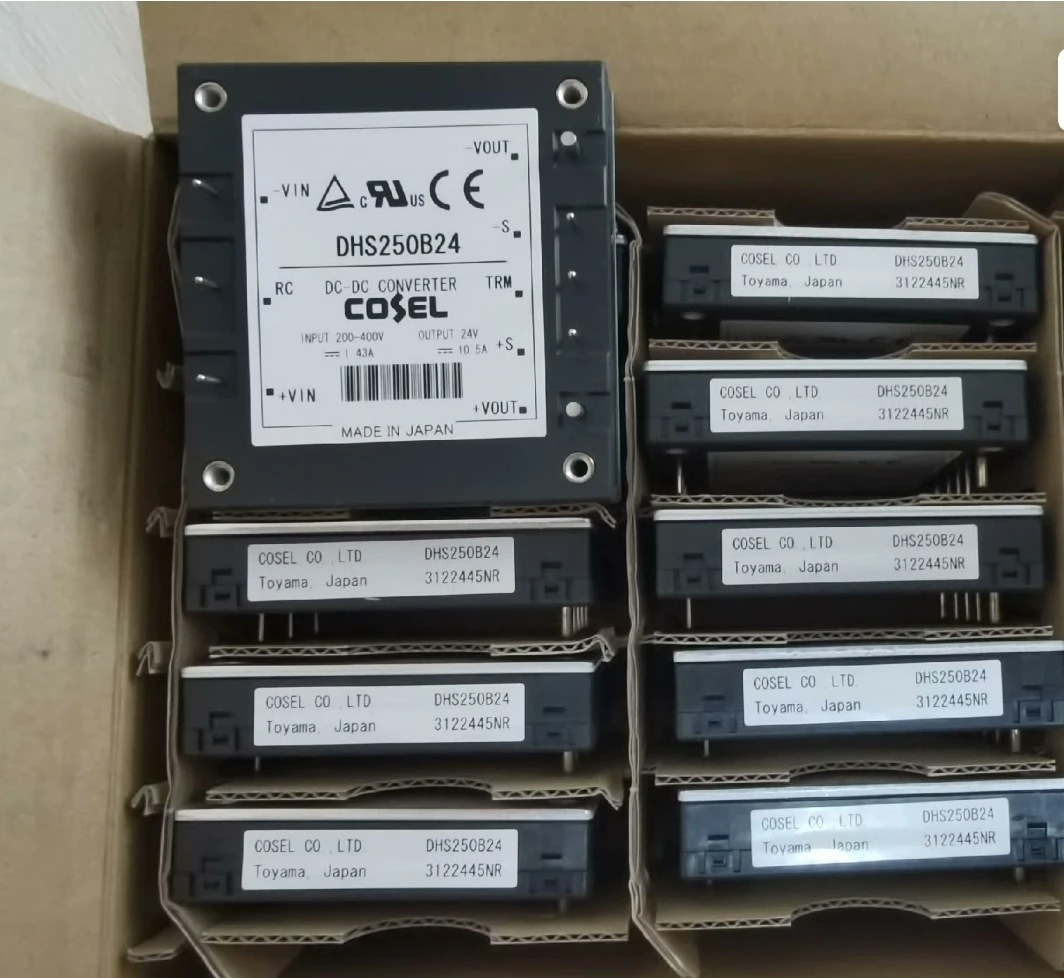 -VOUT
-VIN
c RU us CE
-S
DHS250B24
RC DC-DC CONVERTER TRM
COSEL
INPUT 200-400V OUTPUT 24V
1.43A 10.5A +S
+VIN
+VOUT
MADE IN JAPAN
COSEL CO.,LTD DHS250B24
Toyama, Japan 3122445NR
COSEL CO.,LTD DHS250B24
Toyama, Japan 3122445NR
COSEL CO.,LTD DHS250B24
Toyama, Japan 3122445NR
COSEL CO.,LTD DHS250B24
Toyama, Japan 3122445NR
COSEL CO.,LTD DHS250B24
Toyama, Japan 3122445NR
COSEL CO.,LTD DHS250B24
Toyama, Japan 3122445NR
COSEL CO.,LTD DHS250B24
Toyama, Japan 3122445NR
COSEL CO.,LTD DHS250B24
Toyama, Japan 3122445NR